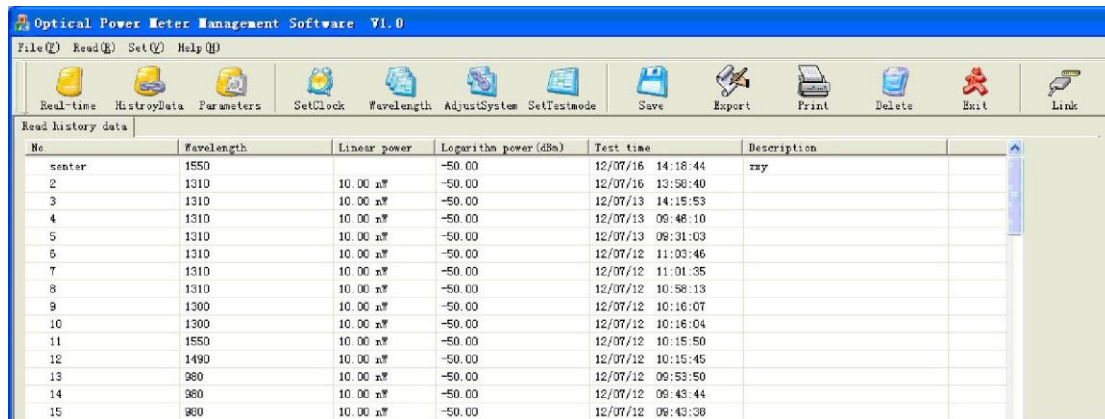 Optical Power Meter Management Software V1.0
File(F) Read(R) Set(V) Help(H)
Real-time HistroyData Parameters SetClock Wavelength AdjustSystem SetTestmode Save Export Print Delete Exit Link
Read history data
No. Wavelength Linear power Logarithm power(dBm) Test time Description
senter 1550 -50.00 12/07/16 14:18:44 zxy
2 1310 10.00 nW -50.00 12/07/16 13:58:40
3 1310 10.00 nW -50.00 12/07/13 14:15:53
4 1310 10.00 nW -50.00 12/07/13 09:46:10
5 1310 10.00 nW -50.00 12/07/13 09:31:03
6 1310 10.00 nW -50.00 12/07/12 11:03:46
7 1310 10.00 nW -50.00 12/07/12 11:01:35
8 1310 10.00 nW -50.00 12/07/12 10:58:13
9 1300 10.00 nW -50.00 12/07/12 10:16:07
10 1300 10.00 nW -50.00 12/07/12 10:16:04
11 1550 10.00 nW -50.00 12/07/12 10:15:50
12 1490 10.00 nW -50.00 12/07/12 10:15:45
13 980 10.00 nW -50.00 12/07/12 09:53:50
14 980 10.00 nW -50.00 12/07/12 09:43:44
15 980 10.00 nW -50.00 12/07/12 09:43:38